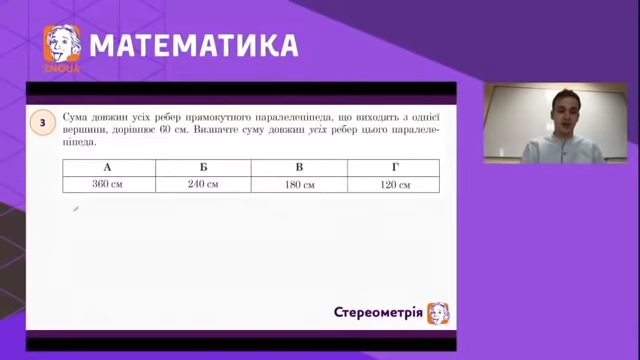 ZNOUA
МАТЕМАТИКА
3
Сума довжин усіх ребер прямокутного паралелепіпеда, що виходять з однієї
вершини, дорівнює 60 см. Визначте суму довжин усіх ребер цього паралеле-
піпеда.
А Б В Г
360 см 240 см 180 см 120 см
Стереометрія